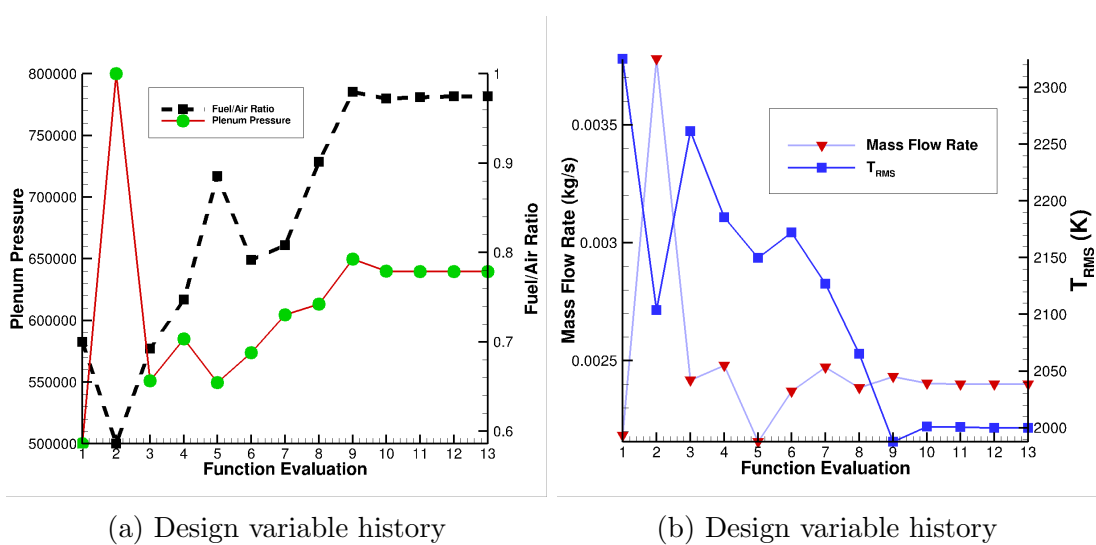 800000
750000
700000
650000
600000
550000
500000
Plenum Pressure
Fuel/Air Ratio
Plenum Pressure
1
0.9
0.8
0.7
0.6
Fuel/Air Ratio
1 2 3 4 5 6 7 8 9 10 11 12 13
Function Evaluation
(a) Design variable history
0.0035
0.003
0.0025
Mass Flow Rate (kg/s)
Mass Flow Rate
T_RMS
2300
2250
2200
2150
2100
2050
2000
T_RMS (K)
1 2 3 4 5 6 7 8 9 10 11 12 13
Function Evaluation
(b) Design variable history